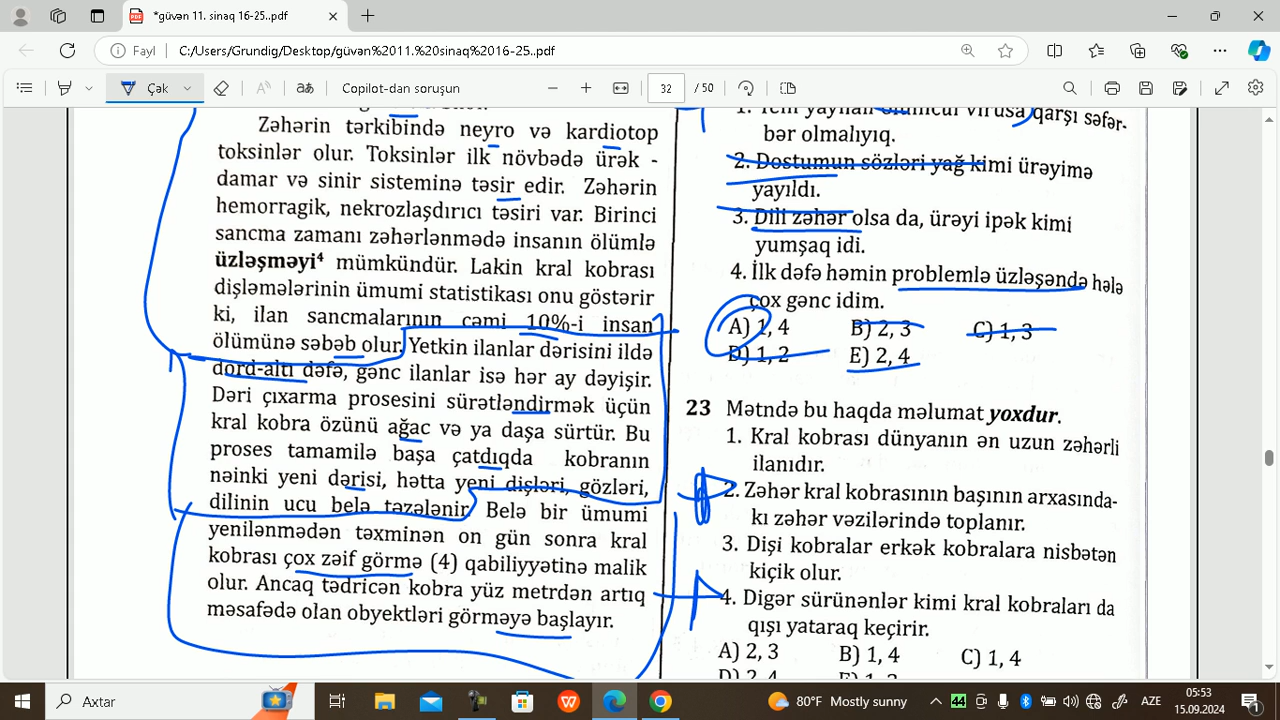 *güvən 11. sinaq 16-25..pdf
Fayl
C:/Users/Grundig/Desktop/güvən%2011.%20sınaq%2016-25..pdf
Çək
aあ
Copilot-dan soruşun
32 / 50
Zəhərin tərkibində neyro və kardiotop
toksinlər olur. Toksinlər ilk növbədə ürək -
damar və sinir sisteminə təsir edir. Zəhərin
hemorragik, nekrozlaşdırıcı təsiri var. Birinci
sancma zamanı zəhərlənmədə insanın ölümlə
üzləşməyi⁴ mümkündür. Lakin kral kobrası
dişləmələrinin ümumi statistikası onu göstərir
ki, ilan sancmalarının cəmi 10%-i insan
ölümünə səbəb olur. Yetkin ilanlar dərisini ildə
dörd-altı dəfə, gənc ilanlar isə hər ay dəyişir.
Dəri çıxarma prosesini sürətləndirmək üçün
kral kobra özünü ağac və ya daşa sürtür. Bu
proses tamamilə başa çatdıqda kobranın
nəinki yeni dərisi, hətta yeni dişləri, gözləri,
dilinin ucu belə təzələnir. Belə bir ümumi
yenilənmədən təxminən on gün sonra kral
kobrası çox zəif görmə (4) qabiliyyətinə malik
olur. Ancaq tədricən kobra yüz metrdən artıq
məsafədə olan obyektləri görməyə başlayır.
1. Yeni yayılan ölümcül virusa qarşı səfər-
bər olmalıyıq.
2. Dostumun sözləri yağ kimi ürəyimə
yayıldı.
3. Dili zəhər olsa da, ürəyi ipək kimi
yumşaq idi.
4. İlk dəfə həmin problemlə üzləşəndə hələ
çox gənc idim.
A) 1, 4 B) 2, 3 C) 1, 3
D) 1, 2 E) 2, 4
23 Mətndə bu haqda məlumat yoxdur.
1. Kral kobrası dünyanın ən uzun zəhərli
ilanıdır.
2. Zəhər kral kobrasının başının arxasında-
kı zəhər vəzilərində toplanır.
3. Dişi kobralar erkək kobralara nisbətən
kiçik olur.
4. Digər sürünənlər kimi kral kobraları da
qışı yataraq keçirir.
A) 2, 3 B) 1, 4 C) 1, 4
Axtar
80°F Mostly sunny
44
AZE
05:53
15.09.2024